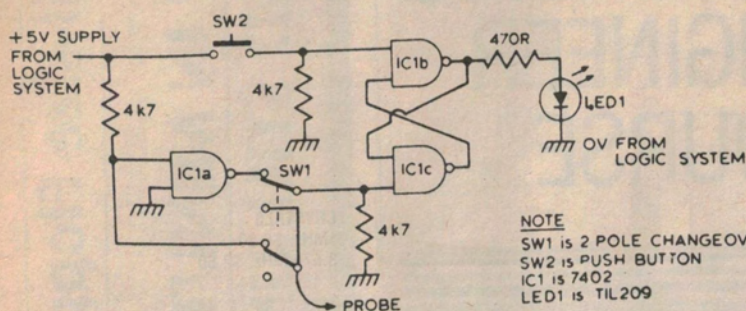 SW2
+5V SUPPLY
FROM
LOGIC
SYSTEM
4k7
4k7
IC1b
470R
LED1
0V FROM
LOGIC SYSTEM
IC1a
SW1
IC1c
4k7
PROBE
NOTE
SW1 is 2 POLE CHANGEOV
SW2 is PUSH BUTTON
IC1 is 7402
LED1 is TIL209